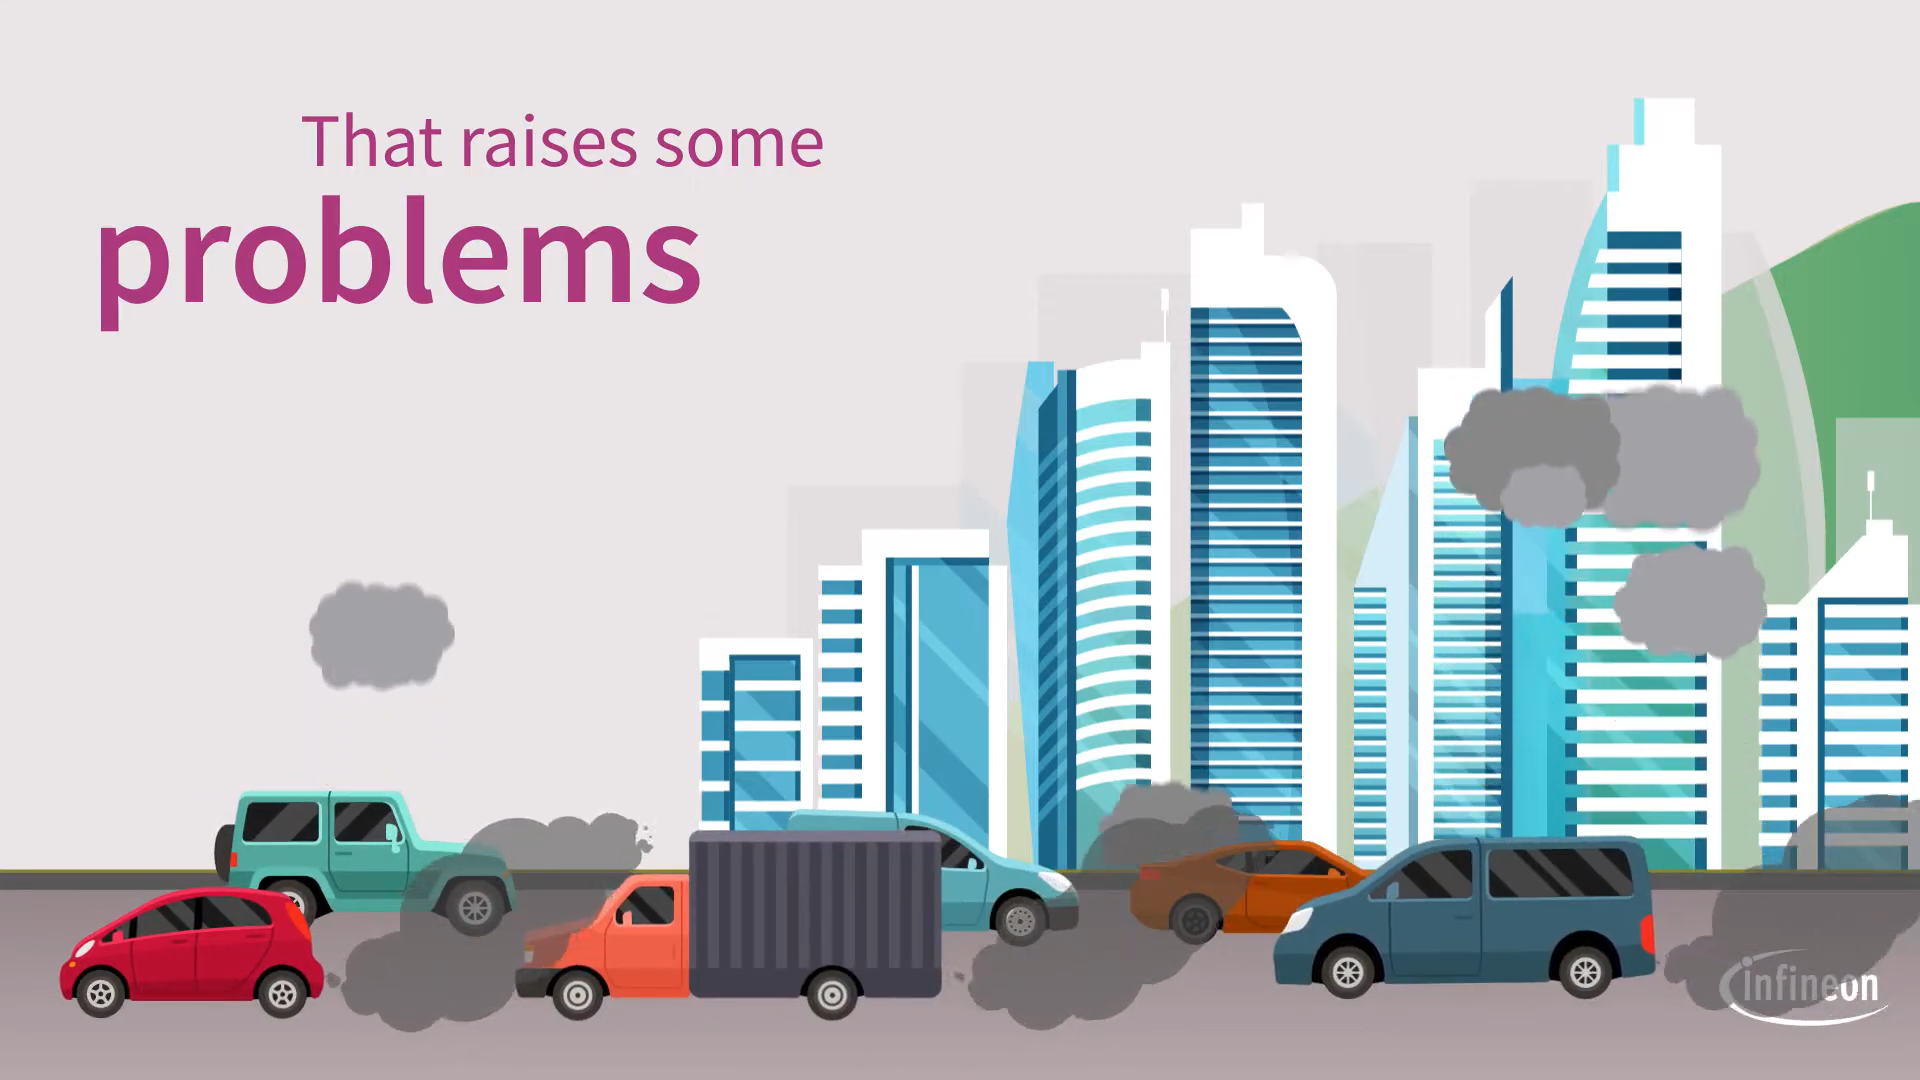 That raises some
problems
infineon